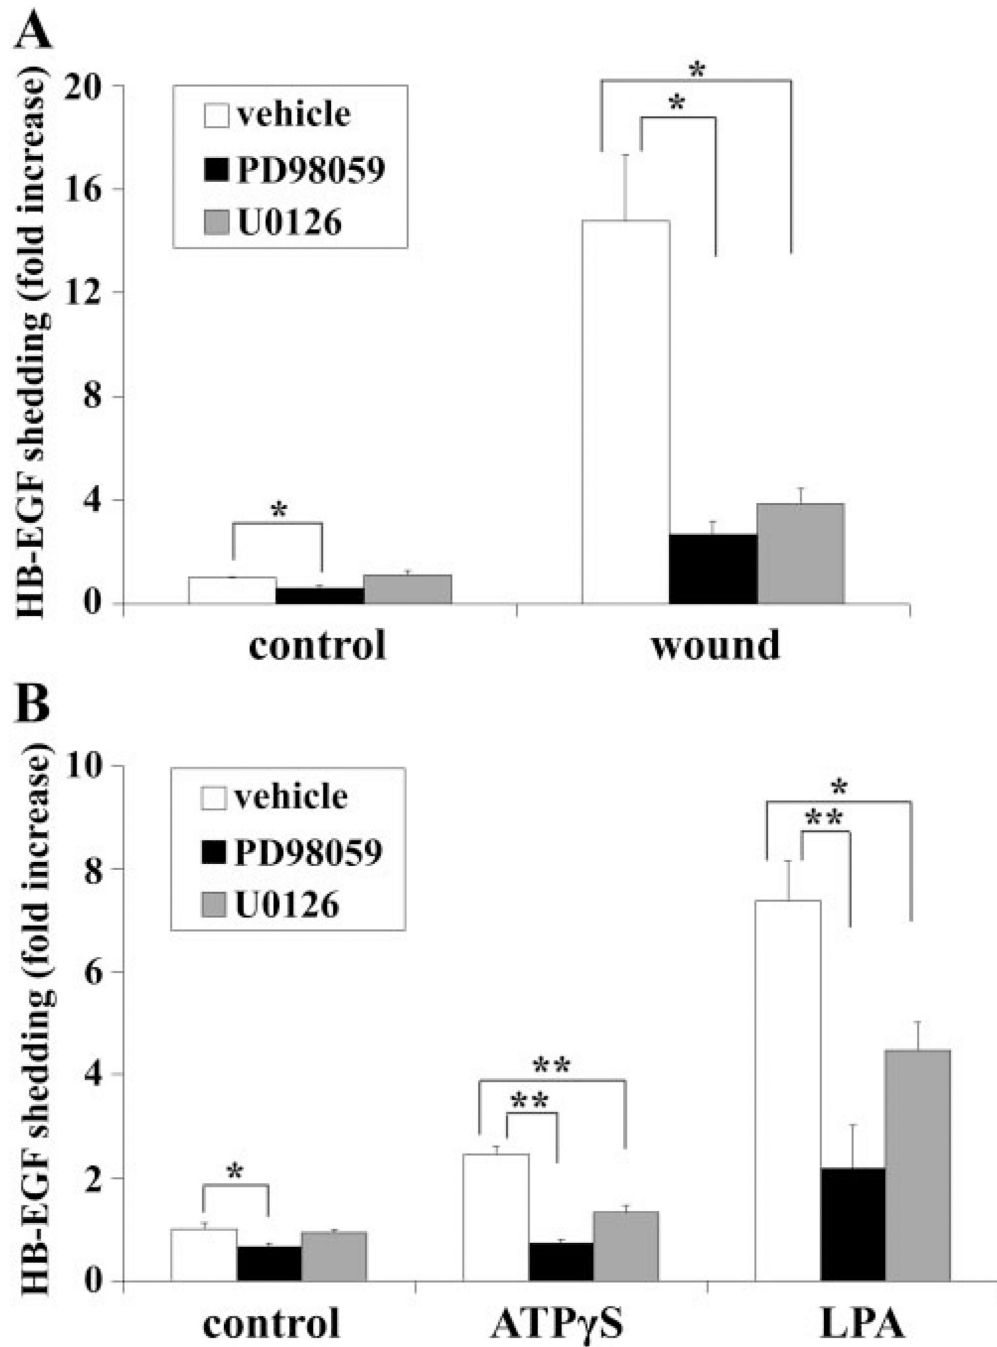 A
HB-EGF shedding (fold increase)
20
16
12
8
4
0
vehicle
PD98059
U0126
*
*
*
control
wound
B
HB-EGF shedding (fold increase)
10
8
6
4
2
0
vehicle
PD98059
U0126
*
**
**
*
**
control
ATPγS
LPA